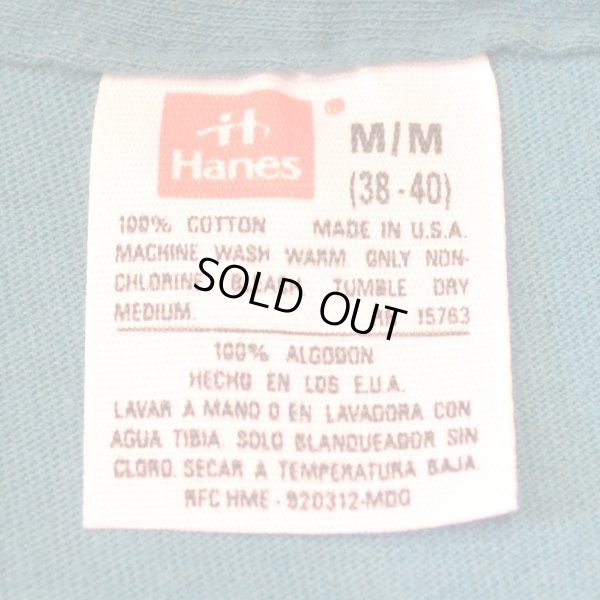 Hanes
M/M
(38-40)
100% COTTON MADE IN U.S.A.
MACHINE WASH WARM ONLY NON-
CHLORINE BLEACH TUMBLE DRY
MEDIUM. 15763
SOLD OUT
100% ALGODON
HECHO EN LOS E.U.A.
LAVAR A MANO O EN LAVADORA CON
AGUA TIBIA. SOLO BLANQUEADOR SIN
CLORO. SECAR A TEMPERATURA BAJA.
RFC HME-920312-MDG